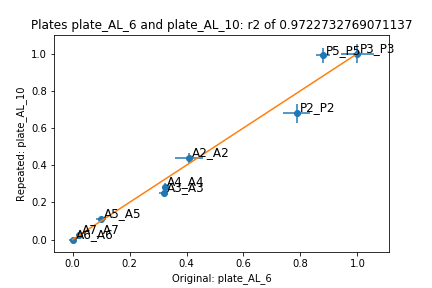 Plates plate_AL_6 and plate_AL_10: r2 of 0.9722732769071137
P5_P5
P3_P3
P2_P2
A2_A2
A4_A4
A3_A3
A5_A5
A7_A7
A6_A6
1.0
0.8
0.6
0.4
0.2
0.0
Repeated: plate_AL_10
0.0 0.2 0.4 0.6 0.8 1.0
Original: plate_AL_6